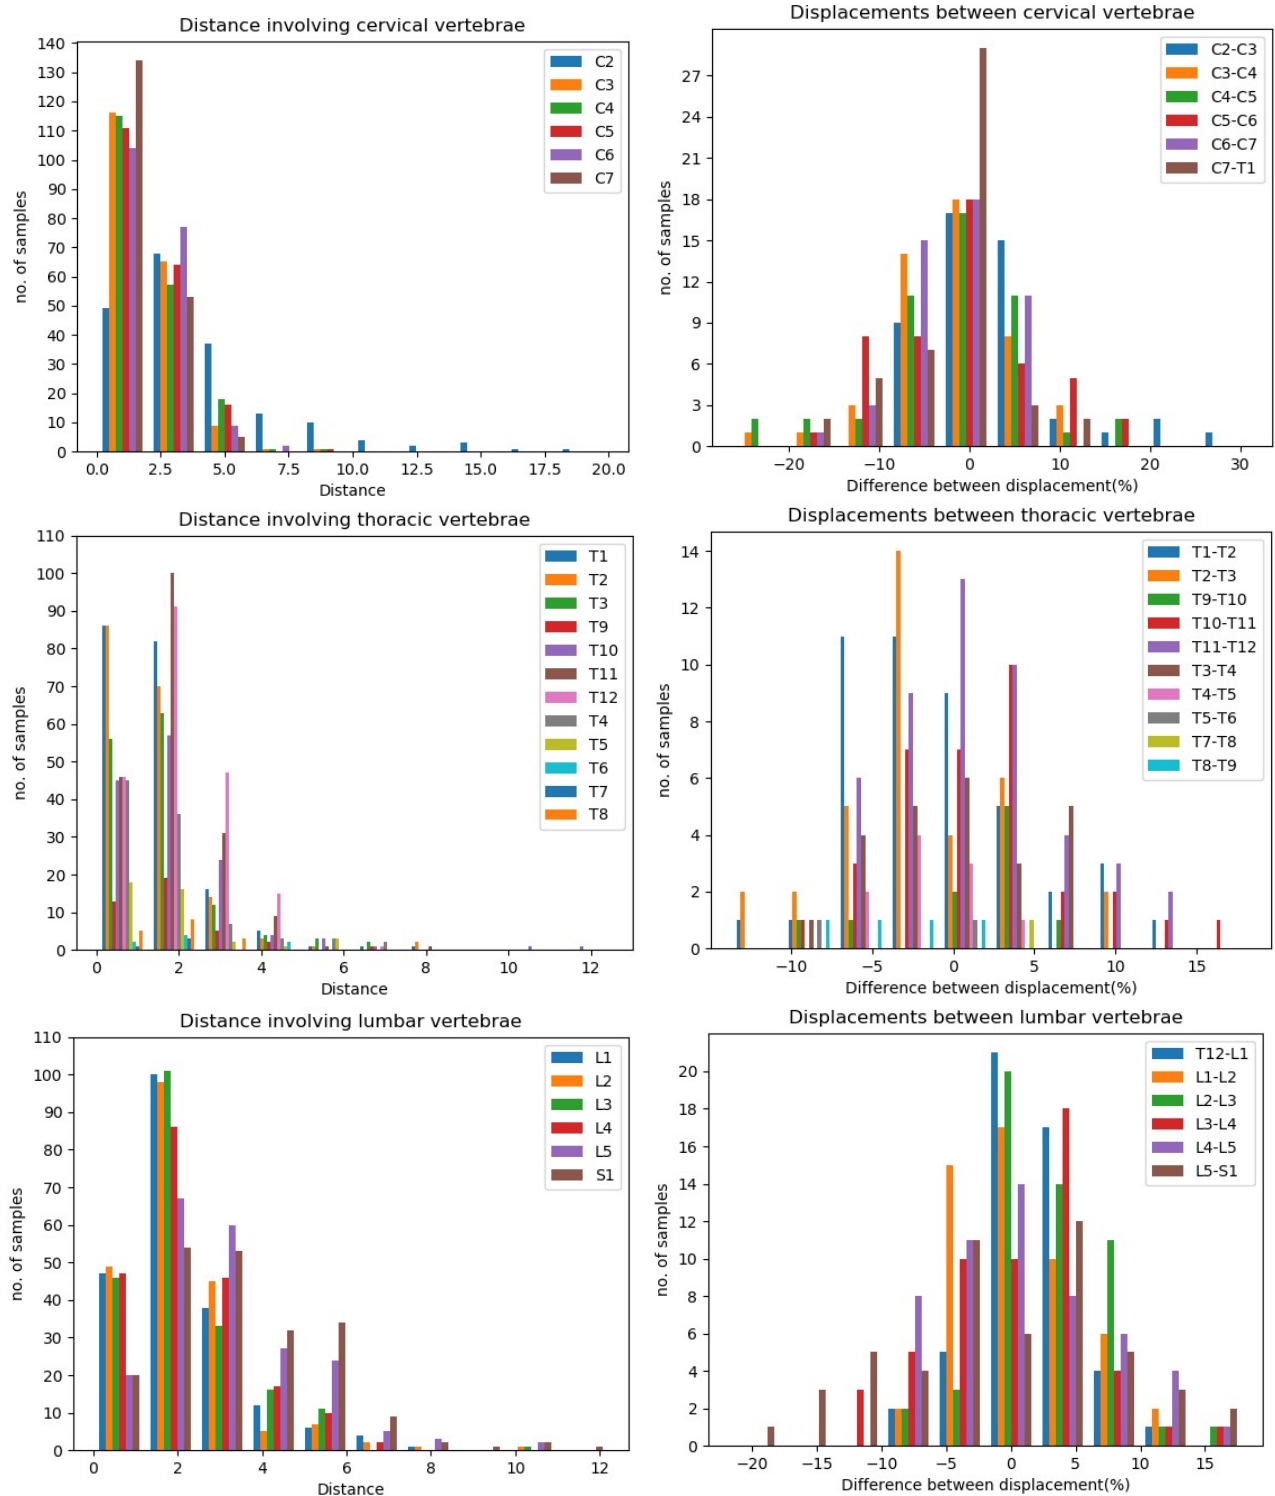 Distance involving cervical vertebrae
140
130
120
110
100
90
80
70
60
50
40
30
20
10
0
no. of samples
0.0 2.5 5.0 7.5 10.0 12.5 15.0 17.5 20.0
Distance
C2
C3
C4
C5
C6
C7
Displacements between cervical vertebrae
27
24
21
18
15
12
9
6
3
0
no. of samples
−20 −10 0 10 20 30
Difference between displacement(%)
C2-C3
C3-C4
C4-C5
C5-C6
C6-C7
C7-T1
Distance involving thoracic vertebrae
110
100
90
80
70
60
50
40
30
20
10
0
no. of samples
0 2 4 6 8 10 12
Distance
T1
T2
T3
T9
T10
T11
T12
T4
T5
T6
T7
T8
Displacements between thoracic vertebrae
14
12
10
8
6
4
2
0
no. of samples
−10 −5 0 5 10 15
Difference between displacement(%)
T1-T2
T2-T3
T9-T10
T10-T11
T11-T12
T3-T4
T4-T5
T5-T6
T7-T8
T8-T9
Distance involving lumbar vertebrae
110
100
90
80
70
60
50
40
30
20
10
0
no. of samples
0 2 4 6 8 10 12
Distance
L1
L2
L3
L4
L5
S1
Displacements between lumbar vertebrae
20
18
16
14
12
10
8
6
4
2
0
no. of samples
−20 −15 −10 −5 0 5 10 15
Difference between displacement(%)
T12-L1
L1-L2
L2-L3
L3-L4
L4-L5
L5-S1